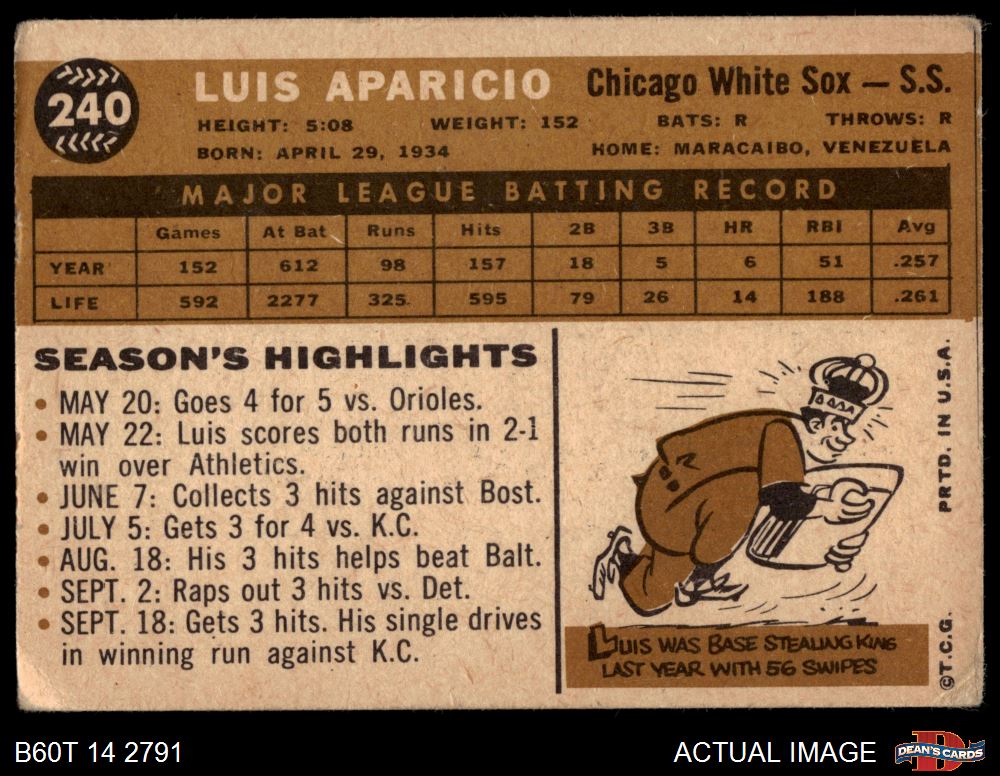 240
LUIS APARICIO Chicago White Sox — S.S.
HEIGHT: 5:08 WEIGHT: 152 BATS: R THROWS: R
BORN: APRIL 29, 1934 HOME: MARACAIBO, VENEZUELA
MAJOR LEAGUE BATTING RECORD
Games At Bat Runs Hits 2B 3B HR RBI Avg
YEAR 152 612 98 157 18 5 6 51 .257
LIFE 592 2277 325 595 79 26 14 188 .261
SEASON'S HIGHLIGHTS
• MAY 20: Goes 4 for 5 vs. Orioles.
• MAY 22: Luis scores both runs in 2-1
win over Athletics.
• JUNE 7: Collects 3 hits against Bost.
• JULY 5: Gets 3 for 4 vs. K.C.
• AUG. 18: His 3 hits helps beat Balt.
• SEPT. 2: Raps out 3 hits vs. Det.
• SEPT. 18: Gets 3 hits. His single drives
in winning run against K.C.
LUIS WAS BASE STEALING KING
LAST YEAR WITH 56 SWIPES
©T.C.G. PRTD. IN U.S.A.
B60T 14 2791 ACTUAL IMAGE DEAN'S CARDS